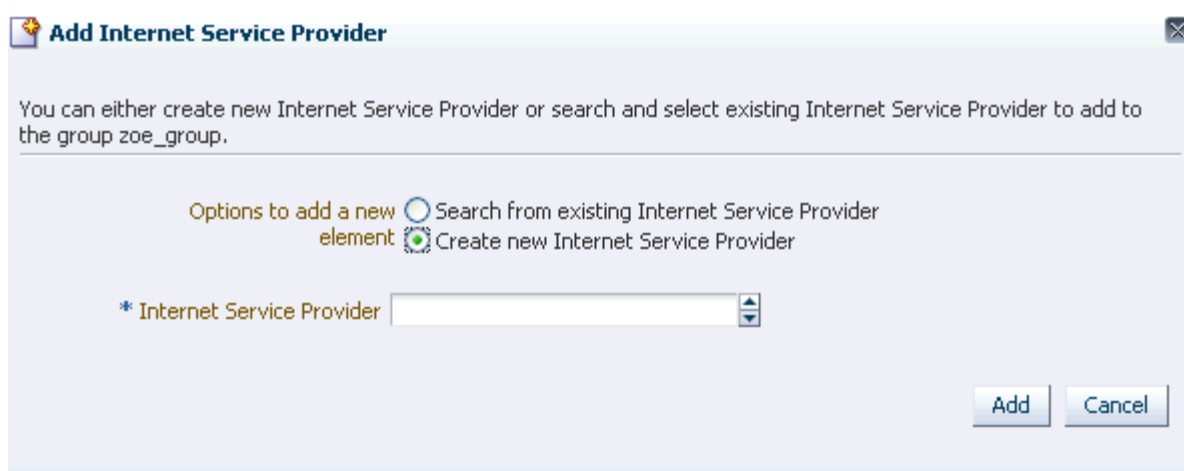 Add Internet Service Provider
You can either create new Internet Service Provider or search and select existing Internet Service Provider to add to
the group zoe_group.
Options to add a new
element
Search from existing Internet Service Provider
Create new Internet Service Provider
* Internet Service Provider
Add
Cancel